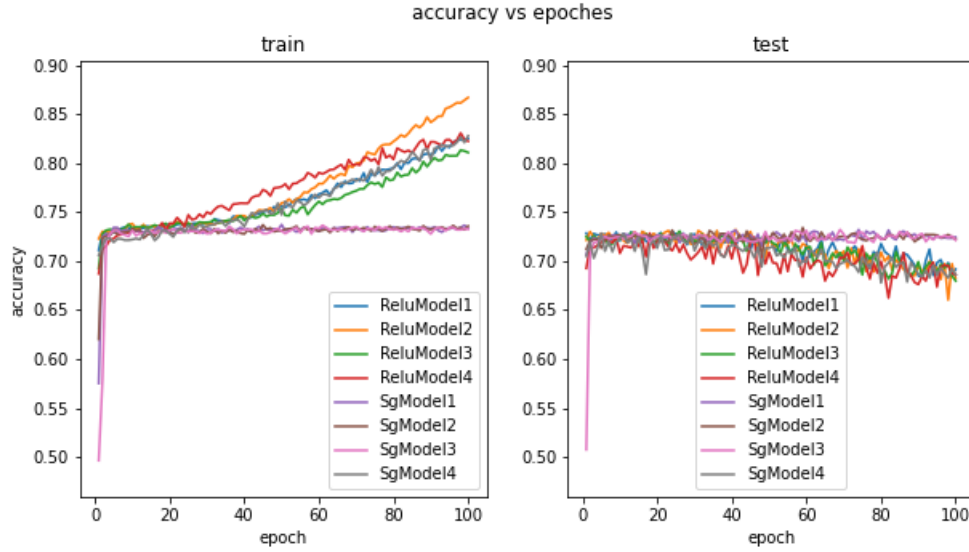 accuracy vs epoches
train
accuracy
0.90
0.85
0.80
0.75
0.70
0.65
0.60
0.55
0.50
ReluModel1
ReluModel2
ReluModel3
ReluModel4
SgModel1
SgModel2
SgModel3
SgModel4
0 20 40 60 80 100
epoch
test
0.90
0.85
0.80
0.75
0.70
0.65
0.60
0.55
0.50
ReluModel1
ReluModel2
ReluModel3
ReluModel4
SgModel1
SgModel2
SgModel3
SgModel4
0 20 40 60 80 100
epoch